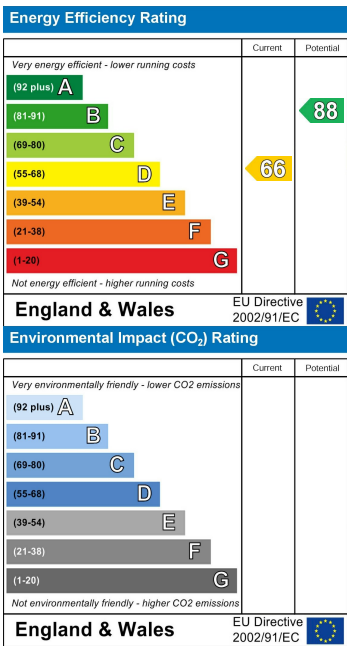 Energy Efficiency Rating
Current Potential
Very energy efficient - lower running costs
(92 plus) A
(81-91) B
(69-80) C
(55-68) D
(39-54) E
(21-38) F
(1-20) G
66
88
Not energy efficient - higher running costs
England & Wales
EU Directive
2002/91/EC
Environmental Impact (CO₂) Rating
Current Potential
Very environmentally friendly - lower CO2 emissions
(92 plus) A
(81-91) B
(69-80) C
(55-68) D
(39-54) E
(21-38) F
(1-20) G
Not environmentally friendly - higher CO2 emissions
England & Wales
EU Directive
2002/91/EC